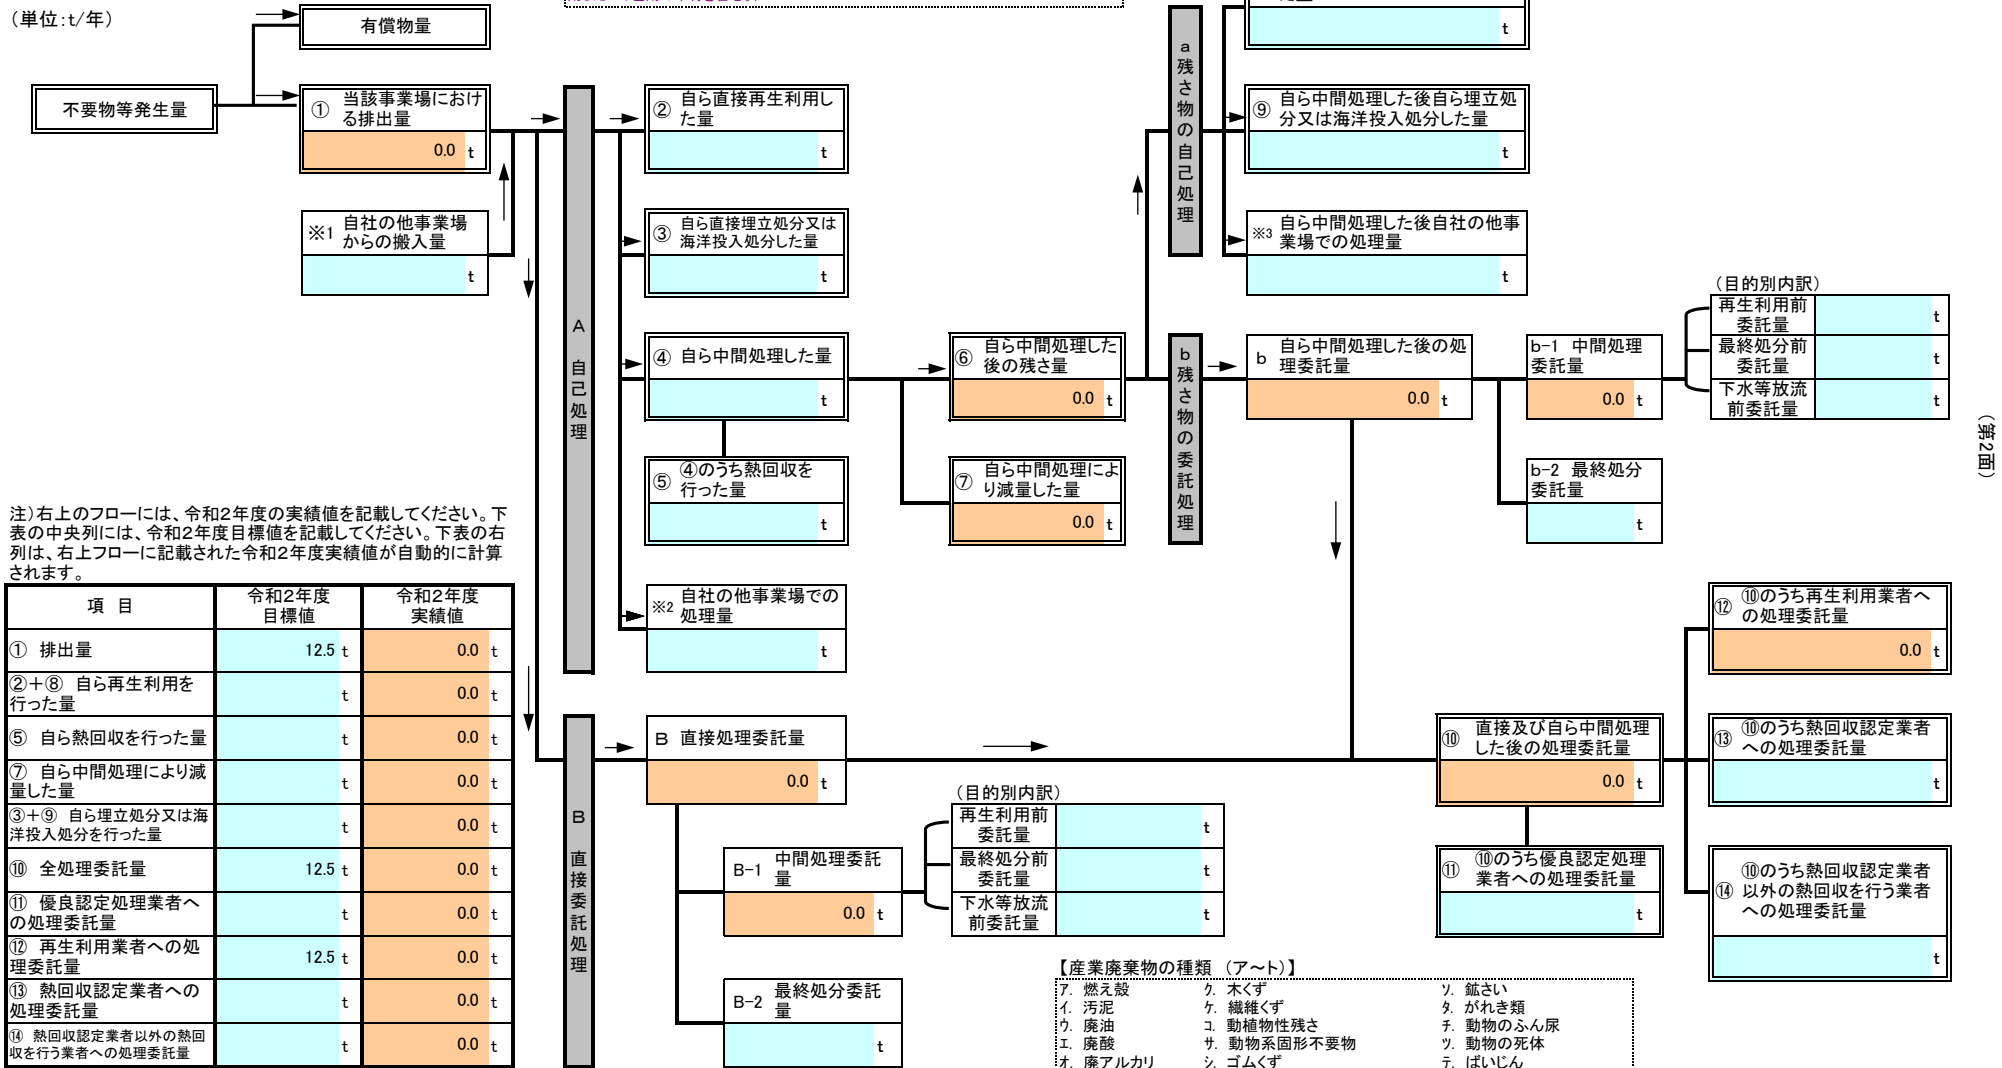 (単位:t/年)
有償物量
不要物等発生量
① 当該事業場におけ
る排出量
0.0 t
※1 自社の他事業場
からの搬入量
t
A 自己処理
② 自ら直接再生利用し
た量
t
③ 自ら直接埋立処分又は
海洋投入処分した量
t
④ 自ら中間処理した量
t
⑤ ④のうち熱回収を
行った量
t
※2 自社の他事業場での
処理量
t
⑥ 自ら中間処理した
後の残さ量
0.0 t
⑦ 自ら中間処理によ
り減量した量
0.0 t
a 残さ物の自己処理
t
⑨ 自ら中間処理した後自ら埋立処
分又は海洋投入処分した量
t
※3 自ら中間処理した後自社の他事
業場での処理量
t
b 残さ物の委託処理
b 自ら中間処理した後の処
理委託量
0.0 t
b-1 中間処理
委託量
0.0 t
b-2 最終処分
委託量
t
(目的別内訳)
再生利用前
委託量
t
最終処分前
委託量
t
下水等放流
前委託量
t
(第2面)
注)右上のフローには、令和2年度の実績値を記載してください。下
表の中央列には、令和2年度目標値を記載してください。下表の右
列は、右上フローに記載された令和2年度実績値が自動的に計算
されます。
項 目 令和2年度
目標値 令和2年度
実績値
① 排出量 12.5 t 0.0 t
②+⑧ 自ら再生利用を
行った量 t 0.0 t
⑤ 自ら熱回収を行った量 t 0.0 t
⑦ 自ら中間処理により減
量した量 t 0.0 t
③+⑨ 自ら埋立処分又は海
洋投入処分を行った量 t 0.0 t
⑩ 全処理委託量 12.5 t 0.0 t
⑪ 優良認定処理業者へ
の処理委託量 t 0.0 t
⑫ 再生利用業者への処
理委託量 12.5 t 0.0 t
⑬ 熱回収認定業者への
処理委託量 t 0.0 t
⑭ 熱回収認定業者以外の熱回
収を行う業者への処理委託量 t 0.0 t
B 直接委託処理
B 直接処理委託量
0.0 t
B-1 中間処理委託
量
0.0 t
B-2 最終処分委託
量
t
(目的別内訳)
再生利用前
委託量
t
最終処分前
委託量
t
下水等放流
前委託量
t
⑩ 直接及び自ら中間処理
した後の処理委託量
0.0 t
⑪ ⑩のうち優良認定処理
業者への処理委託量
t
⑫ ⑩のうち再生利用業者へ
の処理委託量
0.0 t
⑬ ⑩のうち熱回収認定業者
への処理委託量
t
⑭ ⑩のうち熱回収認定業者
以外の熱回収を行う業者
への処理委託量
t
【産業廃棄物の種類 (ア～ト)】
ア. 燃え殻 ク. 木くず ソ. 鉱さい
イ. 汚泥 ケ. 繊維くず タ. がれき類
ウ. 廃油 コ. 動植物性残さ チ. 動物のふん尿
エ. 廃酸 サ. 動物系固形不要物 ツ. 動物の死体
オ. 廃アルカリ シ. ゴムくず テ. ばいじん